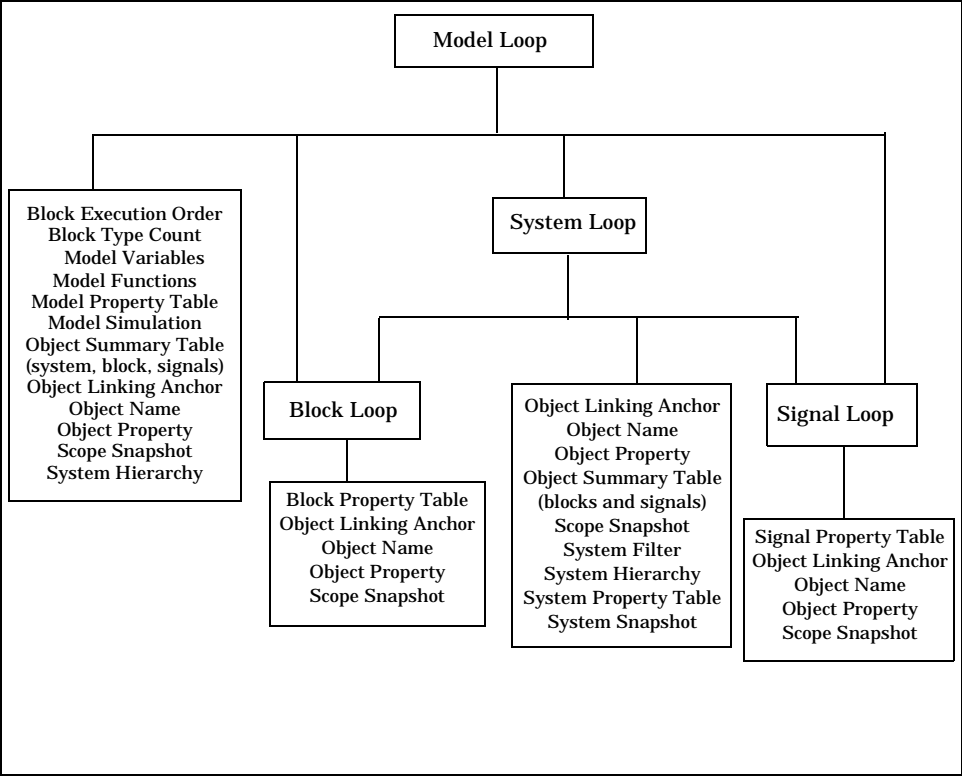 Model Loop
Block Execution Order
Block Type Count
Model Variables
Model Functions
Model Property Table
Model Simulation
Object Summary Table
(system, block, signals)
Object Linking Anchor
Object Name
Object Property
Scope Snapshot
System Hierarchy
System Loop
Block Loop
Block Property Table
Object Linking Anchor
Object Name
Object Property
Scope Snapshot
Object Linking Anchor
Object Name
Object Property
Object Summary Table
(blocks and signals)
Scope Snapshot
System Filter
System Hierarchy
System Property Table
System Snapshot
Signal Loop
Signal Property Table
Object Linking Anchor
Object Name
Object Property
Scope Snapshot